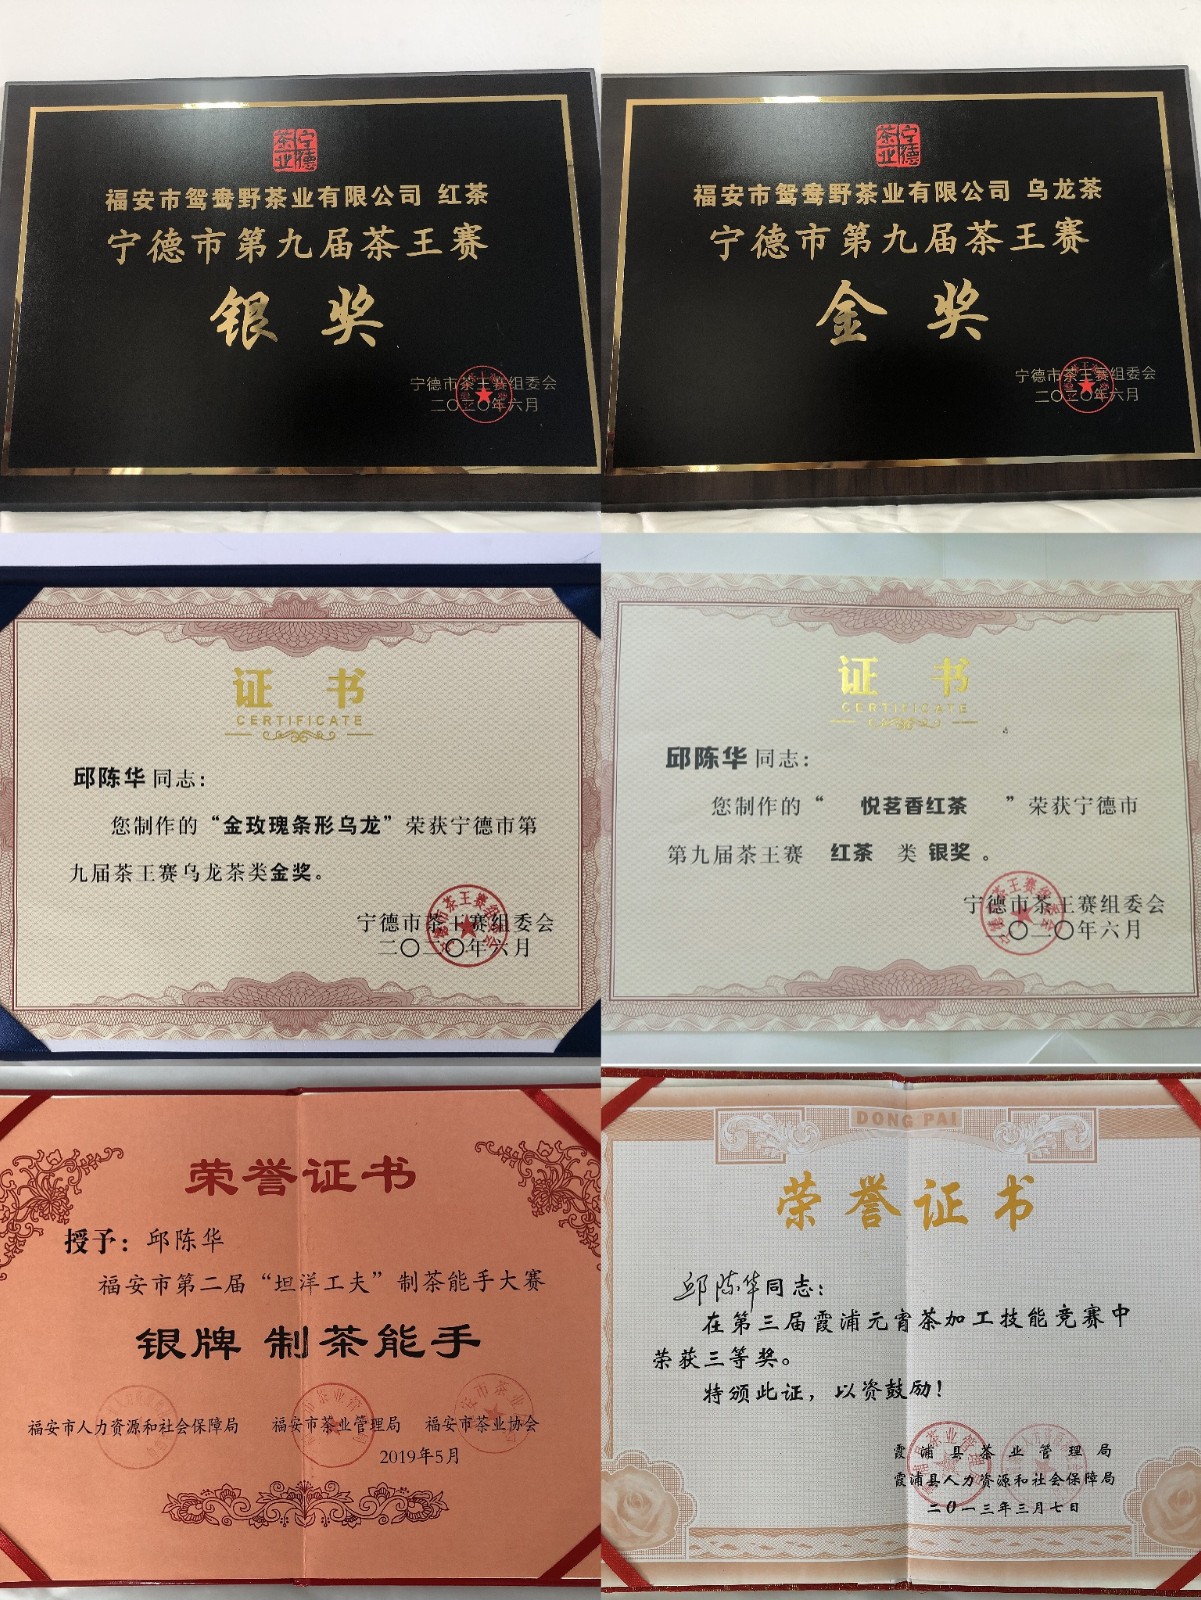 宁德茶业
福安市鸳鸯野茶业有限公司 红茶
宁德市第九届茶王赛
银奖
宁德市茶王赛组委会
二〇二〇年六月
宁德茶业
福安市鸳鸯野茶业有限公司 乌龙茶
宁德市第九届茶王赛
金奖
宁德市茶王赛组委会
二〇二〇年六月
证书
CERTIFICATE
邱陈华同志:
您制作的“金玫瑰条形乌龙”荣获宁德市第
九届茶王赛乌龙茶类金奖。
宁德市茶王赛组委会
二〇二〇年六月
证书
CERTIFICATE
邱陈华同志:
您制作的“ 悦茗香红茶 ”荣获宁德市
第九届茶王赛 红茶 类 银奖 。
宁德市茶王赛组委会
二〇二〇年六月
荣誉证书
授予: 邱陈华
福安市第二届“坦洋工夫”制茶能手大赛
银牌 制茶能手
福安市人力资源和社会保障局 福安市茶业管理局 福安市茶业协会
2019年5月
DONG PAI
荣誉证书
邱陈华同志:
在第三届霞浦元宵茶加工技能竞赛中
荣获三等奖。
特颁此证，以资鼓励!
霞浦县茶业管理局
霞浦县人力资源和社会保障局
二〇一三年三月七日